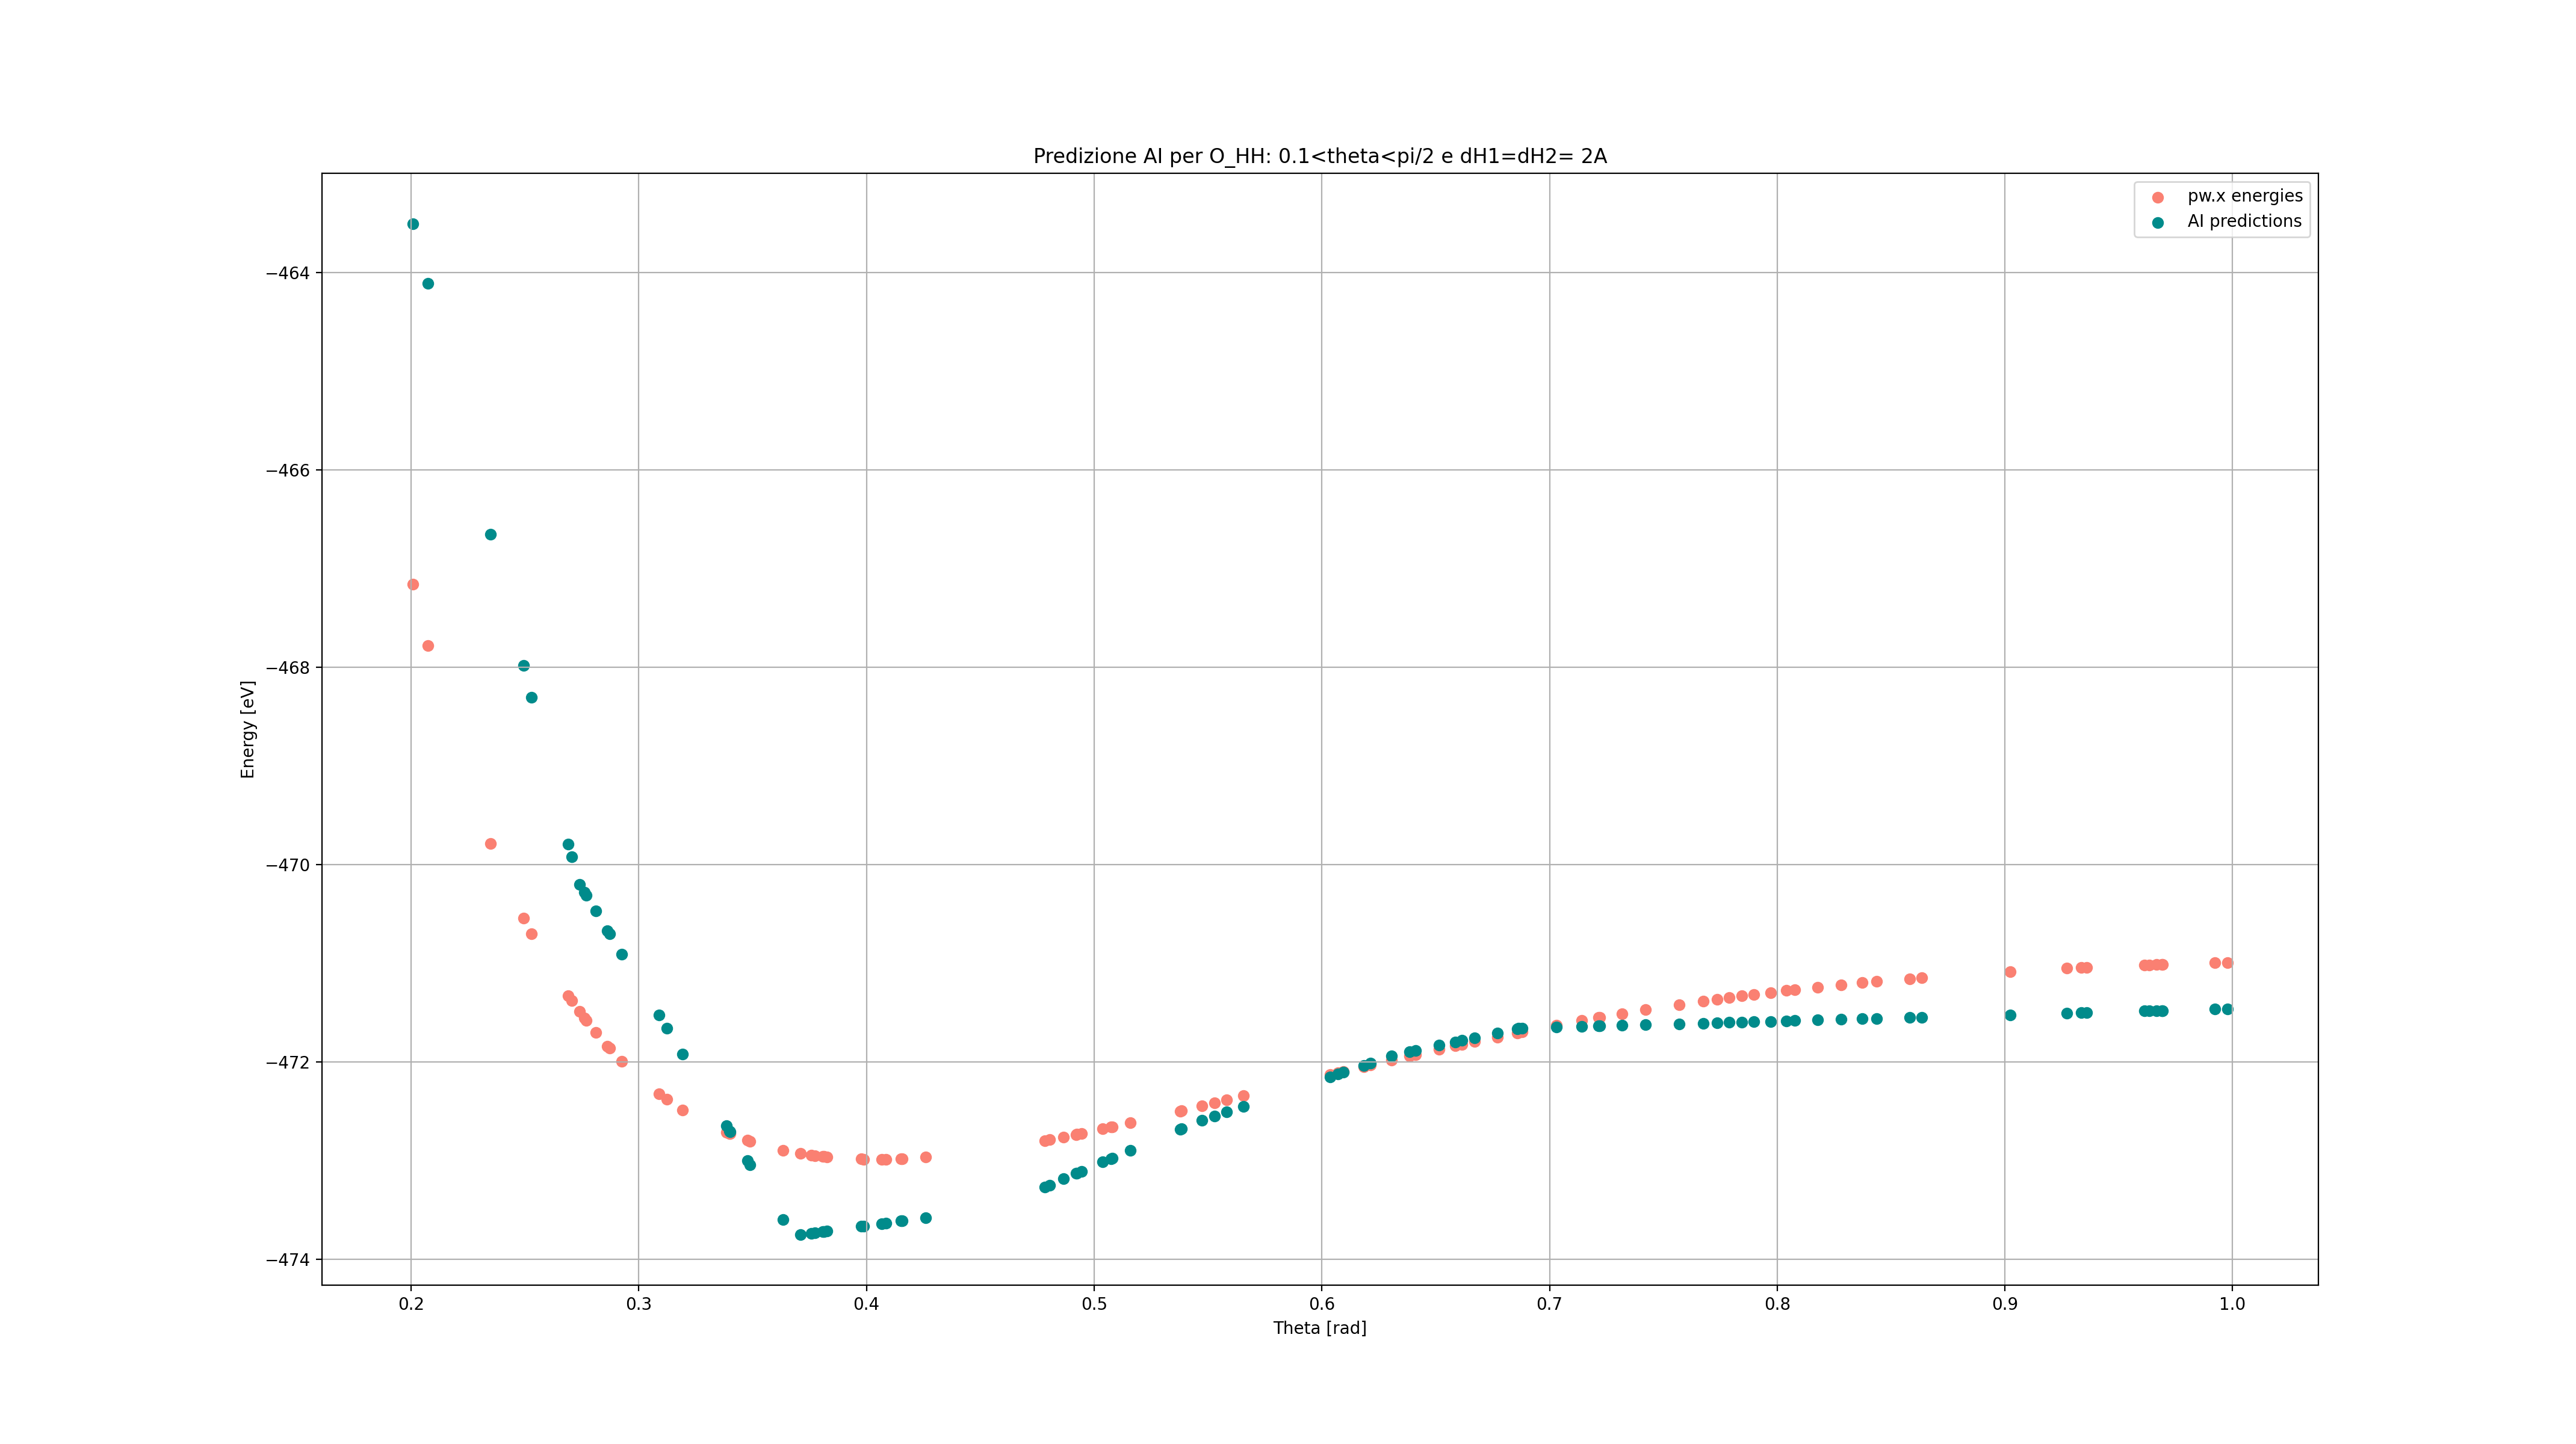 Predizione AI per O_HH: 0.1<theta<pi/2 e dH1=dH2= 2A
pw.x energies
AI predictions
−464
−466
−468
−470
−472
−474
Energy [eV]
0.2 0.3 0.4 0.5 0.6 0.7 0.8 0.9 1.0
Theta [rad]